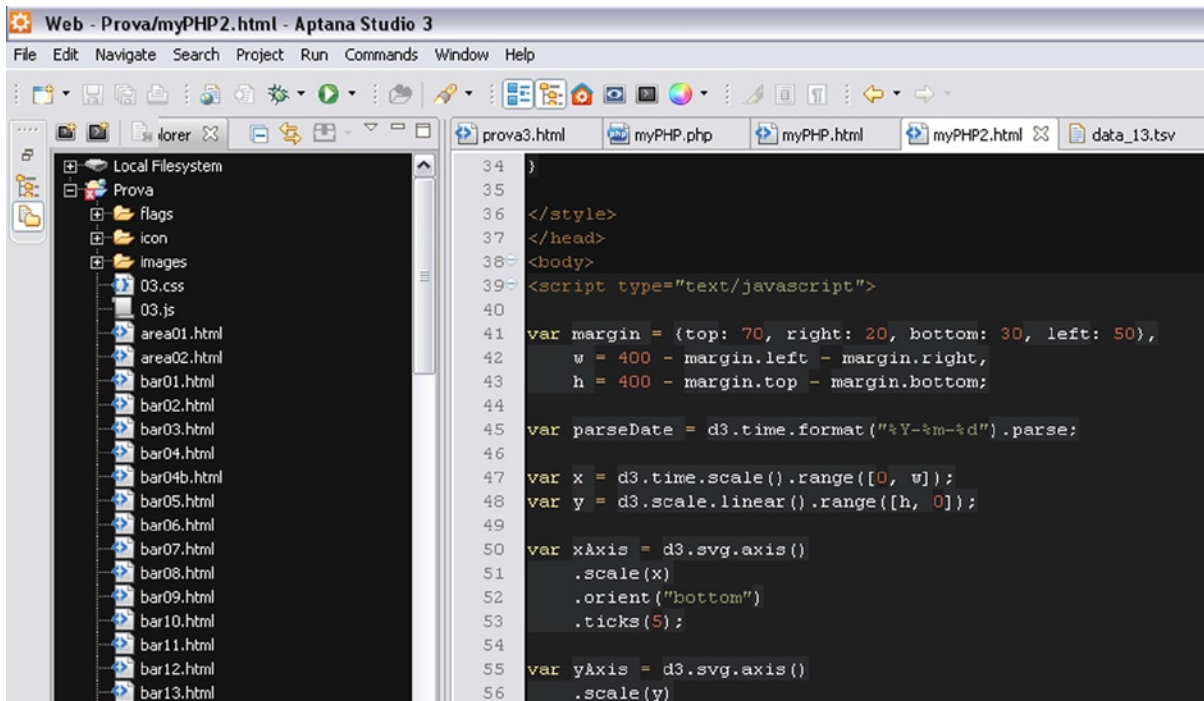 Web - Prova/myPHP2.html - Aptana Studio 3
File Edit Navigate Search Project Run Commands Window Help
prova3.html myPHP.php myPHP.html myPHP2.html data_13.tsv
Local Filesystem
Prova
flags
icon
images
03.css
03.js
area01.html
area02.html
bar01.html
bar02.html
bar03.html
bar04.html
bar04b.html
bar05.html
bar06.html
bar07.html
bar08.html
bar09.html
bar10.html
bar11.html
bar12.html
bar13.html
34 }
35
36 </style>
37 </head>
38 <body>
39 <script type="text/javascript">
40
41 var margin = {top: 70, right: 20, bottom: 30, left: 50},
42 w = 400 - margin.left - margin.right,
43 h = 400 - margin.top - margin.bottom;
44
45 var parseDate = d3.time.format("%Y-%m-%d").parse;
46
47 var x = d3.time.scale().range([0, w]);
48 var y = d3.scale.linear().range([h, 0]);
49
50 var xAxis = d3.svg.axis()
51 .scale(x)
52 .orient("bottom")
53 .ticks(5);
54
55 var yAxis = d3.svg.axis()
56 .scale(y)